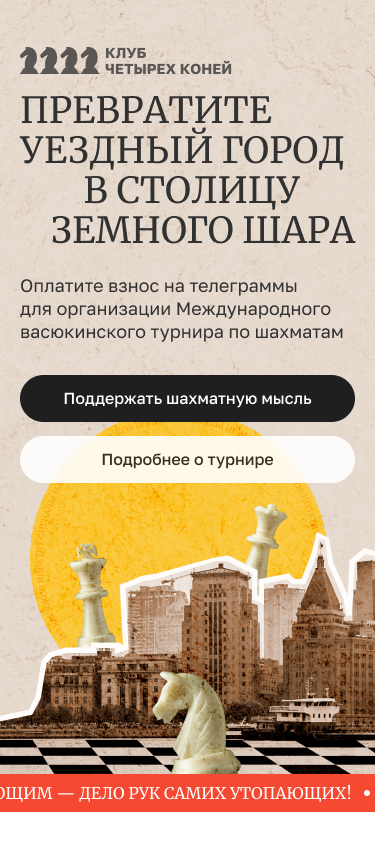 КЛУБ
ЧЕТЫРЕХ КОНЕЙ
ПРЕВРАТИТЕ
УЕЗДНЫЙ ГОРОД
В СТОЛИЦУ
ЗЕМНОГО ШАРА
Оплатите взнос на телеграммы
для организации Международного
васюкинского турнира по шахматам
Поддержать шахматную мысль
Подробнее о турнире
ОЩИМ — ДЕЛО РУК САМИХ УТОПАЮЩИХ! •